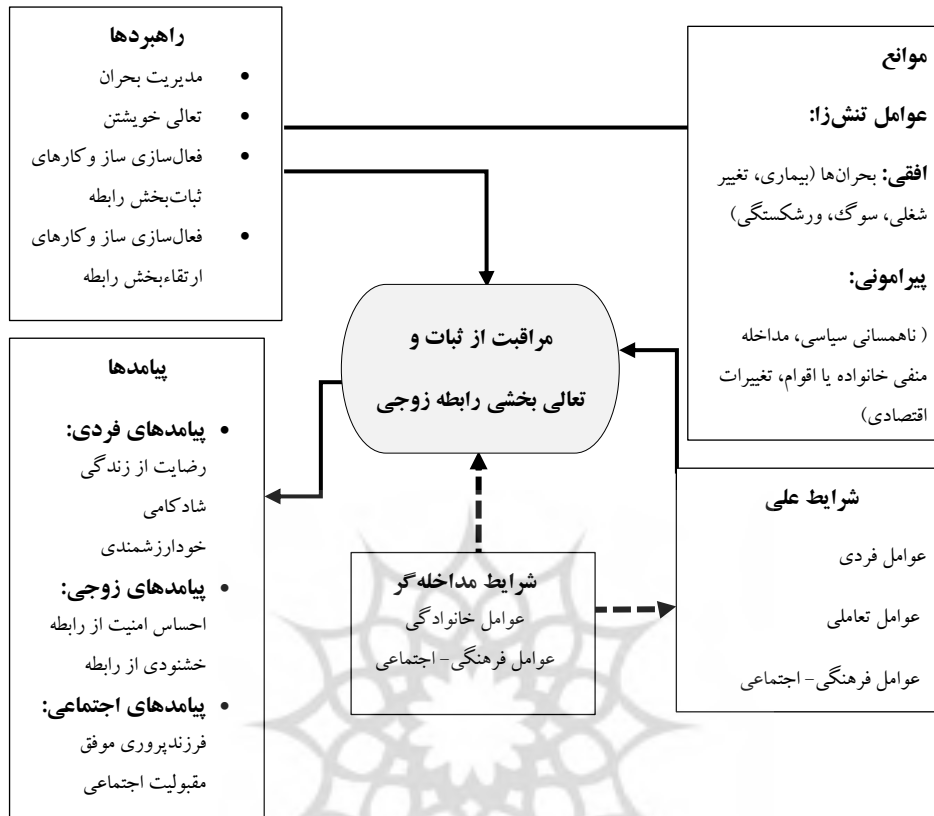 موانع
عوامل تنش‌زا:
افقی: بحران‌ها (بیماری، تغییر
شغلی، سوگ، ورشکستگی)
پیرامونی:
( ناهمسانی سیاسی، مداخله
منفی خانواده یا اقوام، تغییرات
اقتصادی)
راهبردها
• مدیریت بحران
• تعالی خویشتن
• فعال‌سازی ساز وکارهای
ثبات‌بخش رابطه
• فعال‌سازی ساز وکارهای
ارتقاءبخش رابطه
مراقبت از ثبات و
تعالی بخشی رابطه زوجی
شرایط علی
عوامل فردی
عوامل تعاملی
عوامل فرهنگی– اجتماعی
شرایط مداخله‌گر
عوامل خانوادگی
عوامل فرهنگی– اجتماعی
پیامدها
• پیامدهای فردی:
رضایت از زندگی
شادکامی
خودارزشمندی
• پیامدهای زوجی:
احساس امنیت از رابطه
خشنودی از رابطه
• پیامدهای اجتماعی:
فرزندپروری موفق
مقبولیت اجتماعی